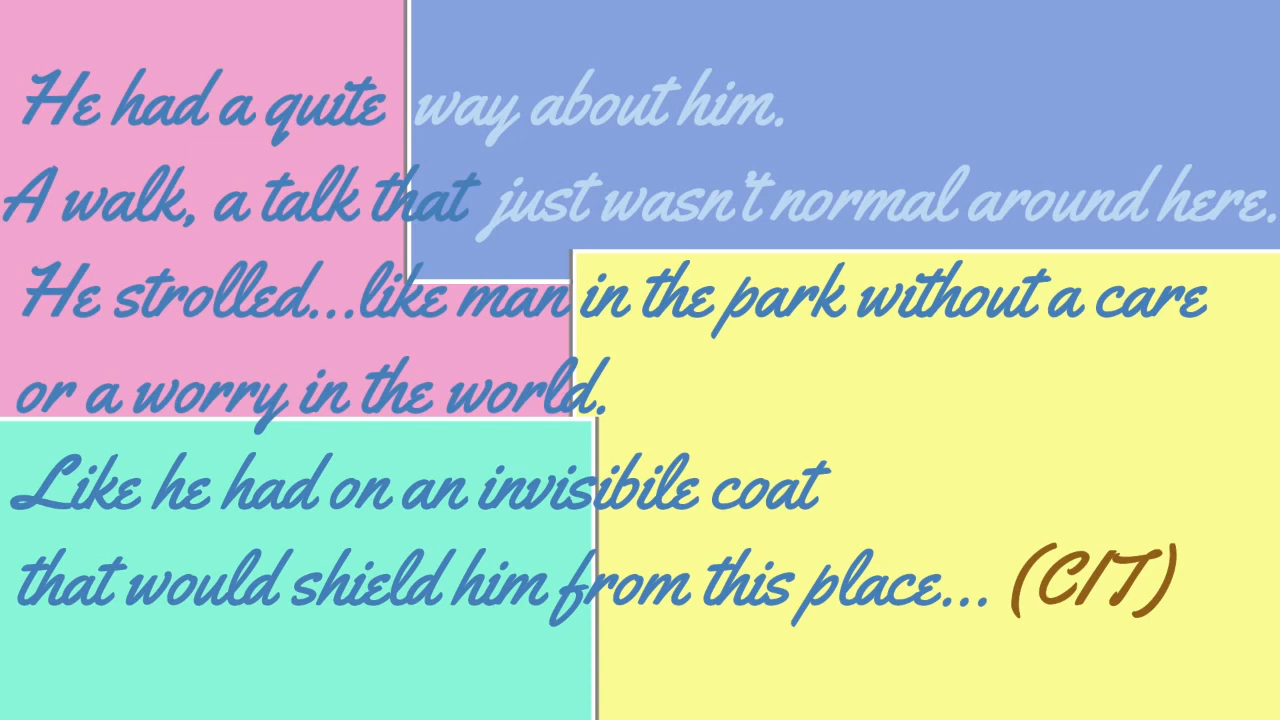 He had a quite way about him.
A walk, a talk that just wasn't normal around here.
He strolled...like man in the park without a care
or a worry in the world.
Like he had on an invisibile coat
that would shield him from this place... (CIT)